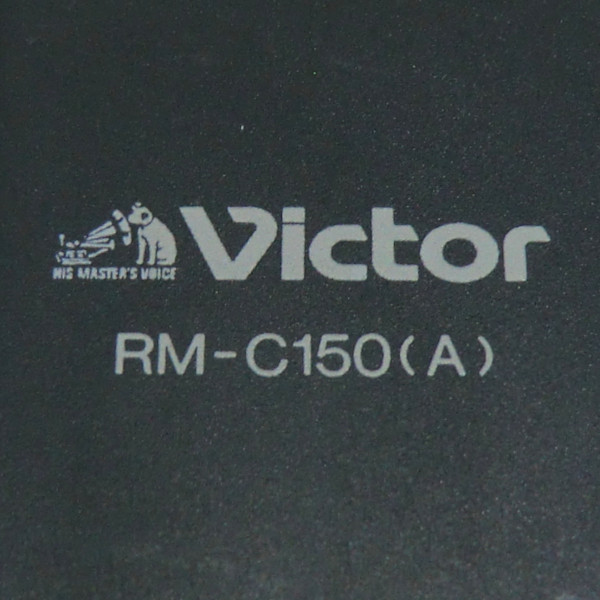 HIS MASTER'S VOICE
Victor
RM-C150(A)